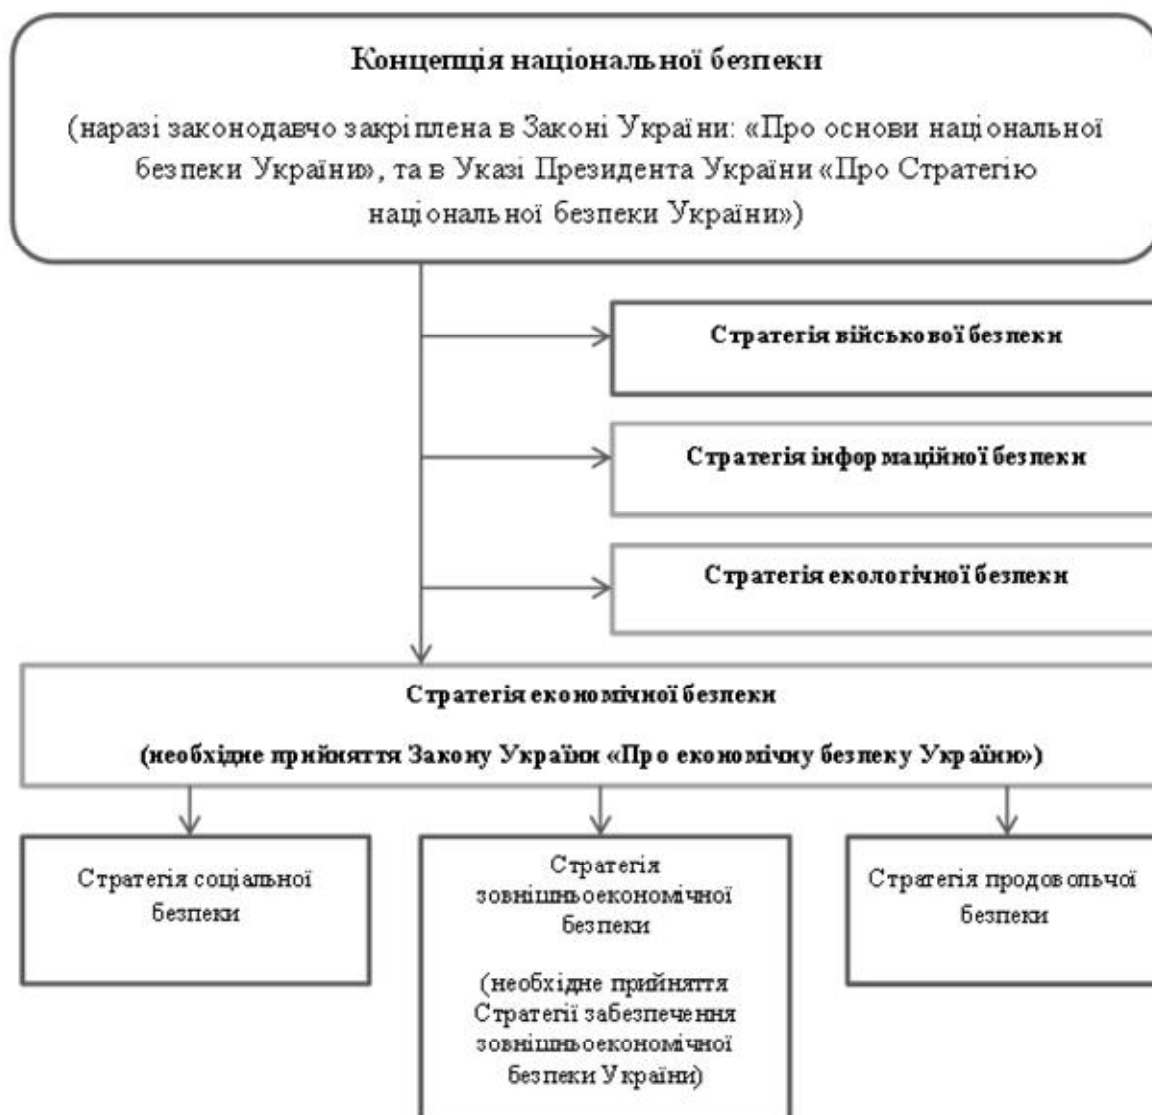 Концепція національної безпеки
(наразі законодавчо закріплена в Законі України: «Про основи національної
безпеки України», та в Указі Президента України «Про Стратегію
національної безпеки України»)
Стратегія військової безпеки
Стратегія інформаційної безпеки
Стратегія екологічної безпеки
Стратегія економічної безпеки
(необхідне прийняття Закону України «Про економічну безпеку Україню»)
Стратегія соціальної
безпеки
Стратегія
зовнішньоекономічної
безпеки
(необхідне прийняття
Стратегії забезпечення
зовнішньоекономічної
безпеки України)
Стратегія продовольчої
безпеки